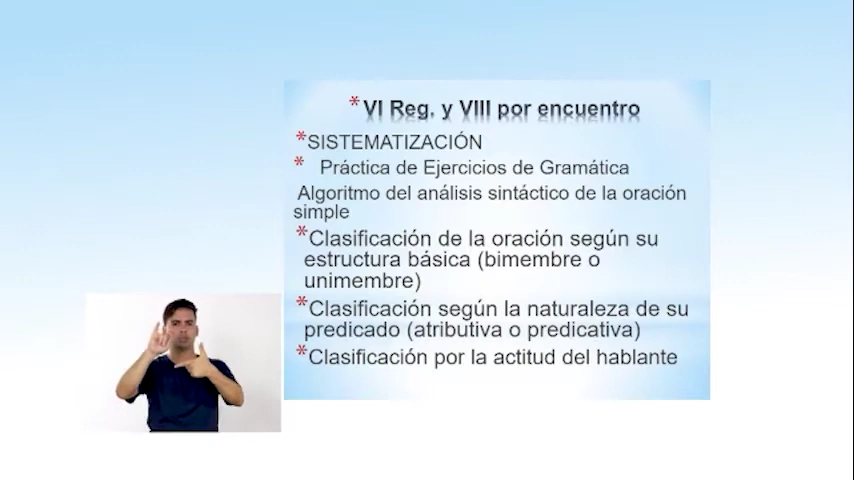 *VI Reg. y VIII por encuentro
*SISTEMATIZACIÓN
* Práctica de Ejercicios de Gramática
Algoritmo del análisis sintáctico de la oración
simple
*Clasificación de la oración según su
estructura básica (bimembre o
unimembre)
*Clasificación según la naturaleza de su
predicado (atributiva o predicativa)
*Clasificación por la actitud del hablante